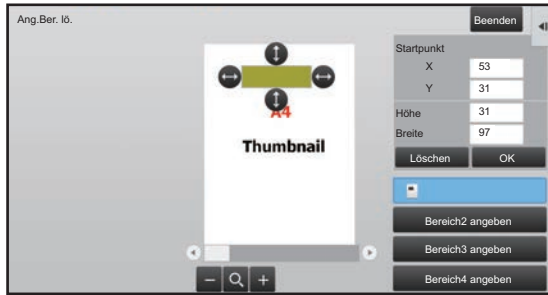 Ang.Ber. lö.
Beenden
Startpunkt
X 53
Y 31
Höhe 31
Breite 97
Löschen OK
A4
Thumbnail
Bereich2 angeben
Bereich3 angeben
Bereich4 angeben